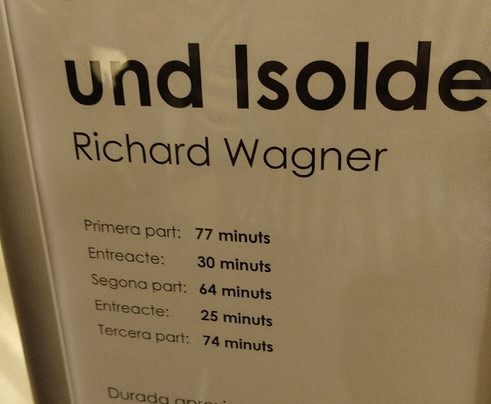 und Isolde
Richard Wagner
Primera part: 77 minuts
Entreacte: 30 minuts
Segona part: 64 minuts
Entreacte: 25 minuts
Tercera part: 74 minuts
Durada